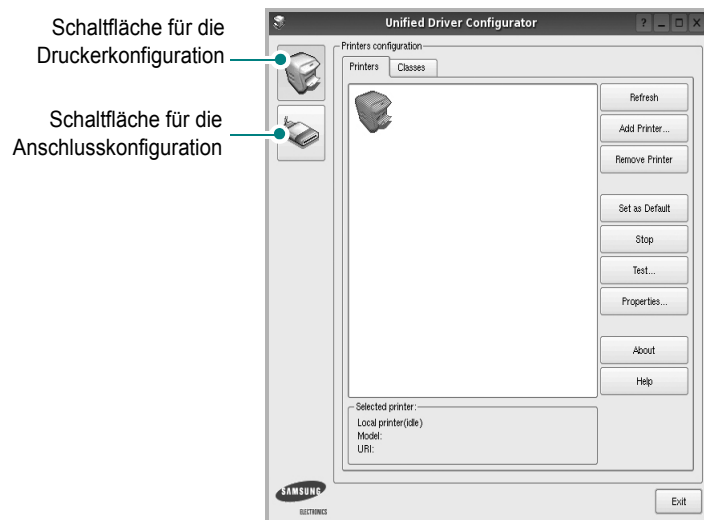 Schaltfläche für die
Druckerkonfiguration
Schaltfläche für die
Anschlusskonfiguration
Unified Driver Configurator
Printers configuration
Printers
Classes
Refresh
Add Printer...
Remove Printer
Set as Default
Stop
Test...
Properties...
About
Help
Selected printer:
Local printer(idle)
Model:
URI:
SAMSUNG
ELECTRONICS
Exit